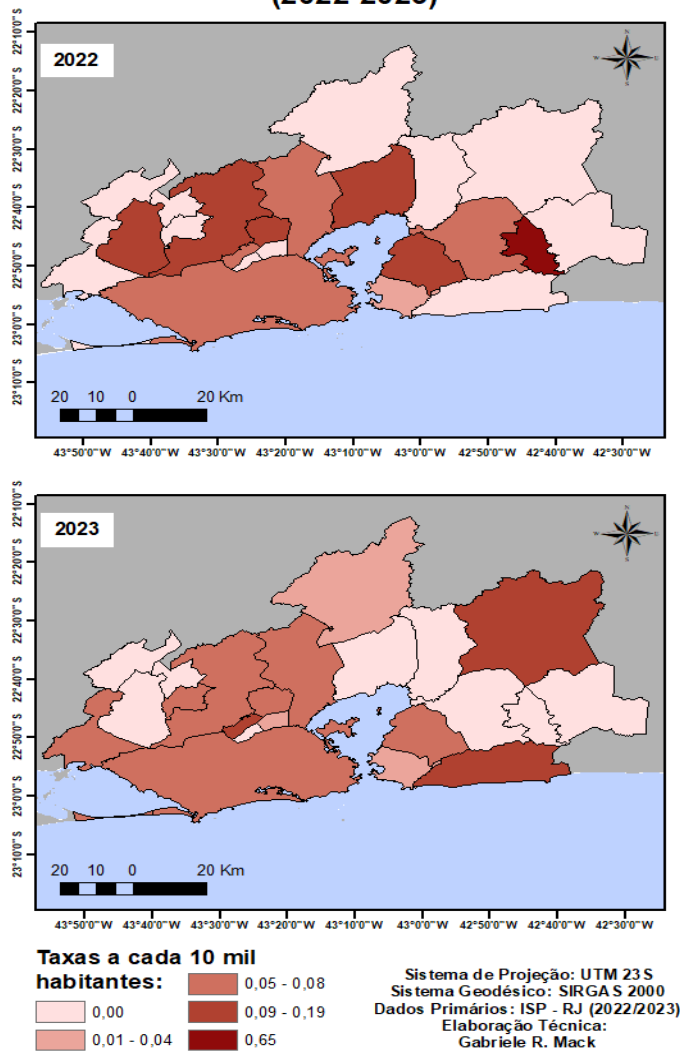 (2022-2023)
2022
N
W
E
S
22°10'0"S
22°20'0"S
22°30'0"S
22°40'0"S
22°50'0"S
23°0'0"S
23°10'0"S
20 10 0 20 Km
43°50'0"W 43°40'0"W 43°30'0"W 43°20'0"W 43°10'0"W 43°0'0"W 42°50'0"W 42°40'0"W 42°30'0"W
2023
N
W
E
S
22°10'0"S
22°20'0"S
22°30'0"S
22°40'0"S
22°50'0"S
23°0'0"S
23°10'0"S
20 10 0 20 Km
43°50'0"W 43°40'0"W 43°30'0"W 43°20'0"W 43°10'0"W 43°0'0"W 42°50'0"W 42°40'0"W 42°30'0"W
Taxas a cada 10 mil
habitantes:
0,00
0,01 - 0,04
0,05 - 0,08
0,09 - 0,19
0,65
Sistema de Projeção: UTM 23 S
Sistema Geodésico: SIRGAS 2000
Dados Primários: ISP - RJ (2022/2023)
Elaboração Técnica:
Gabriele R. Mack